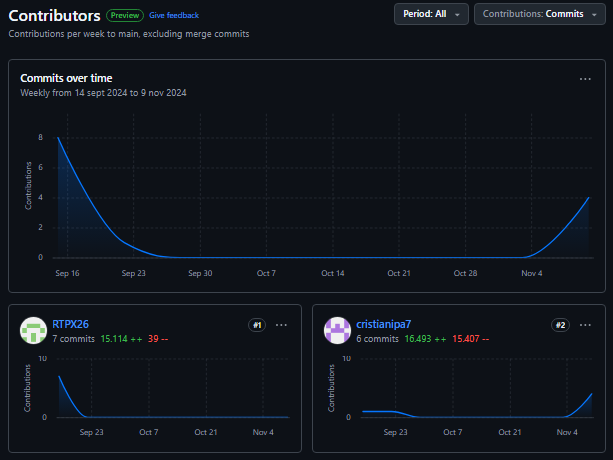 Contributors Preview Give feedback
Period: All
Contributions: Commits
Contributions per week to main, excluding merge commits
Commits over time
Weekly from 14 sept 2024 to 9 nov 2024
Contributions
8
6
4
2
0
Sep 16 Sep 23 Sep 30 Oct 7 Oct 14 Oct 21 Oct 28 Nov 4
RTPX26 #1
7 commits 15.114 ++ 39 --
Contributions
10
0
Sep 23 Oct 7 Oct 21 Nov 4
cristianipa7 #2
6 commits 16.493 ++ 15.407 --
Contributions
10
0
Sep 23 Oct 7 Oct 21 Nov 4